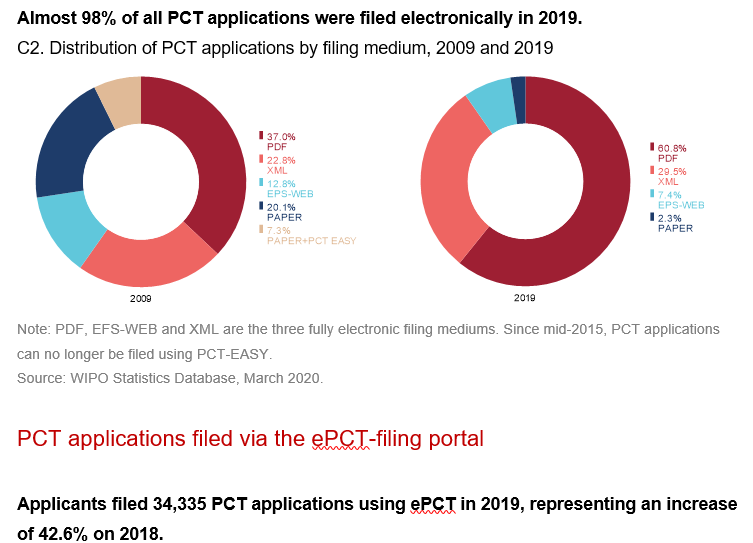 Almost 98% of all PCT applications were filed electronically in 2019.
C2. Distribution of PCT applications by filing medium, 2009 and 2019
37.0%
PDF
22.8%
XML
12.8%
EPS-WEB
20.1%
PAPER
7.3%
PAPER+PCT EASY
2009
60.8%
PDF
29.5%
XML
7.4%
EPS-WEB
2.3%
PAPER
2019
Note: PDF, EFS-WEB and XML are the three fully electronic filing mediums. Since mid-2015, PCT applications
can no longer be filed using PCT-EASY.
Source: WIPO Statistics Database, March 2020.
PCT applications filed via the ePCT-filing portal
Applicants filed 34,335 PCT applications using ePCT in 2019, representing an increase
of 42.6% on 2018.